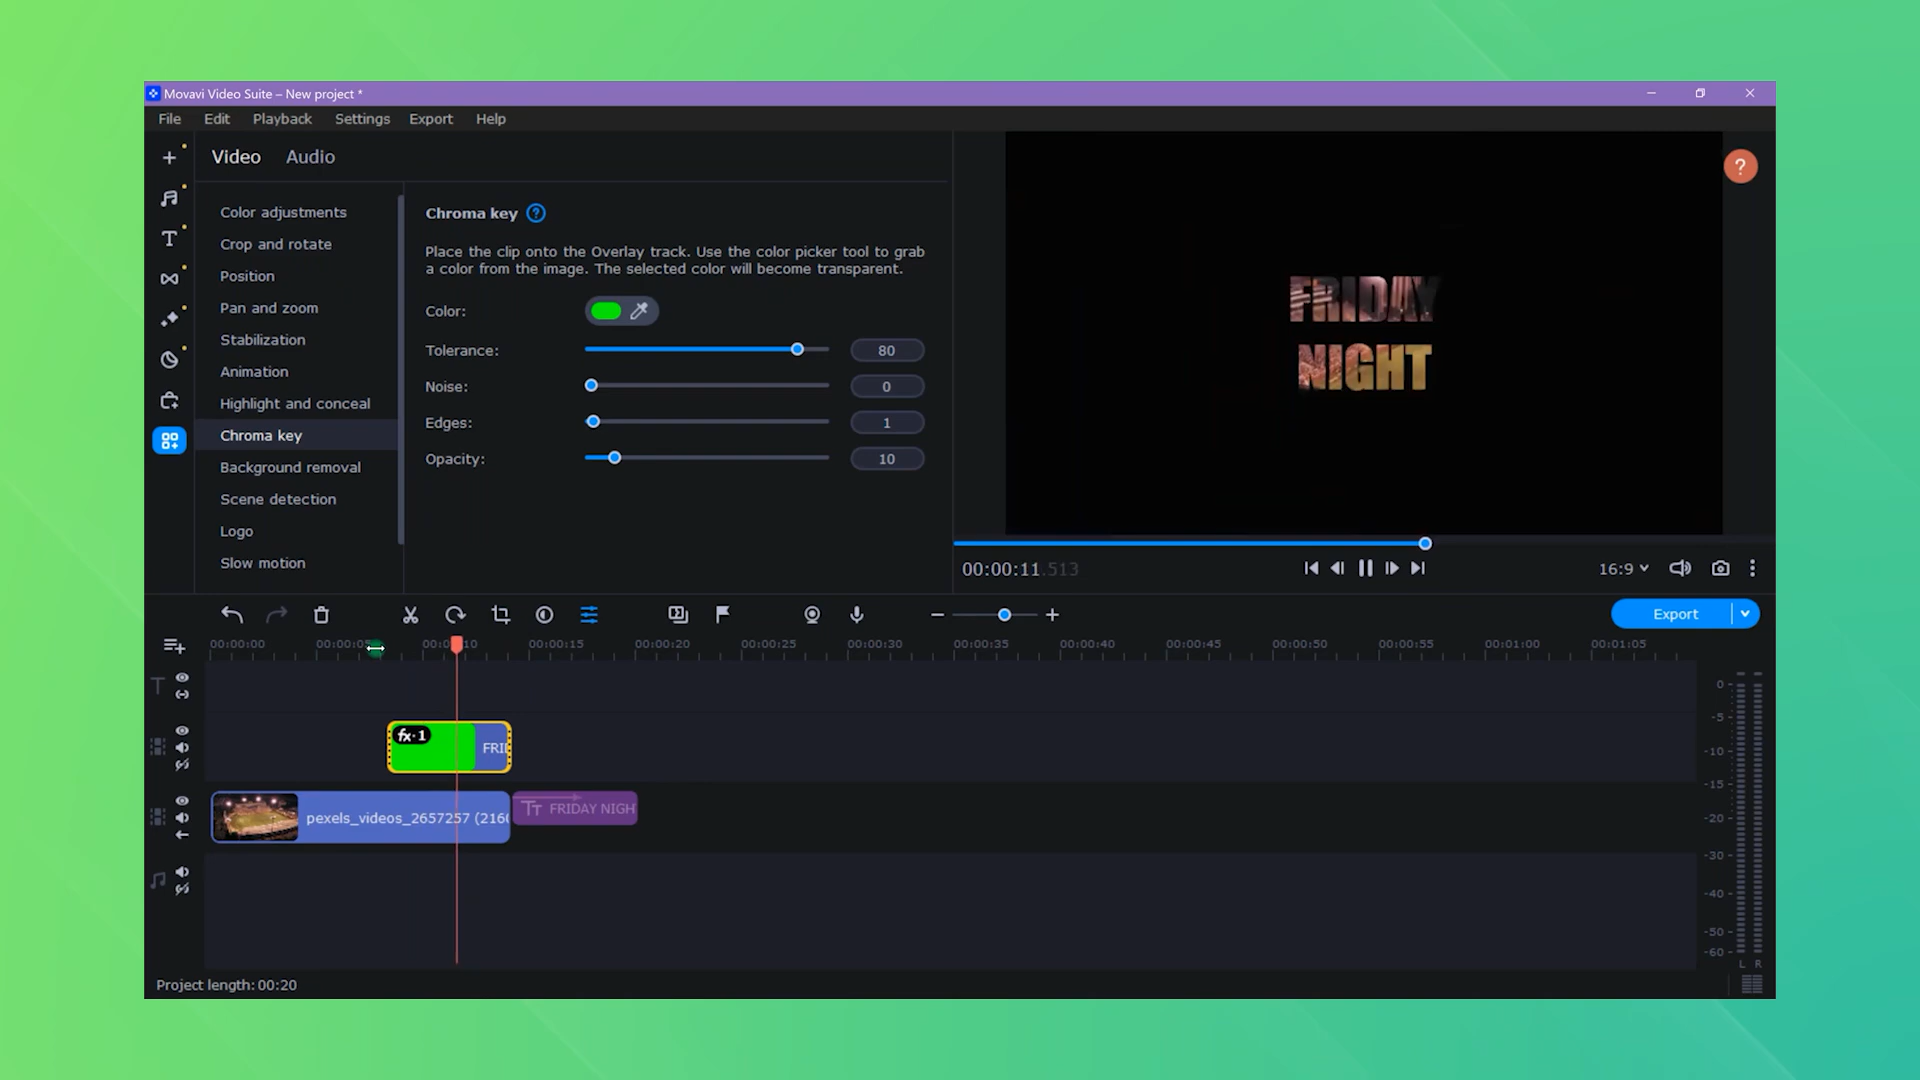 Movavi Video Suite – New project *
File Edit Playback Settings Export Help
Video Audio
Color adjustments
Crop and rotate
Position
Pan and zoom
Stabilization
Animation
Highlight and conceal
Chroma key
Background removal
Scene detection
Logo
Slow motion
Chroma key ?
Place the clip onto the Overlay track. Use the color picker tool to grab
a color from the image. The selected color will become transparent.
Color:
Tolerance: 80
Noise: 0
Edges: 1
Opacity: 10
FRIDAY
NIGHT
?
00:00:11.513
16:9
Export
00:00:00 00:00:15 00:00:20 00:00:25 00:00:30 00:00:35 00:00:40 00:00:45 00:00:50 00:00:55 00:01:00 00:01:05
fx·1
FRI
pexels_videos_2657257 (216
TT FRIDAY NIGH
0
-5
-10
-15
-20
-30
-40
-50
-60
L R
Project length: 00:20